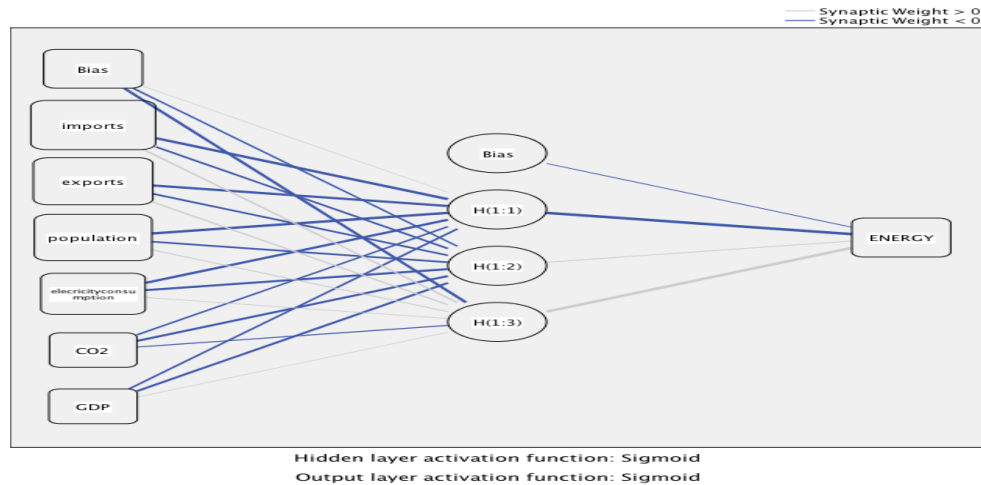 Synaptic Weight > 0
Synaptic Weight < 0
Bias
imports
exports
population
elecricityconsu
mption
CO2
GDP
Bias
H(1:1)
H(1:2)
H(1:3)
ENERGY
Hidden layer activation function: Sigmoid
Output layer activation function: Sigmoid